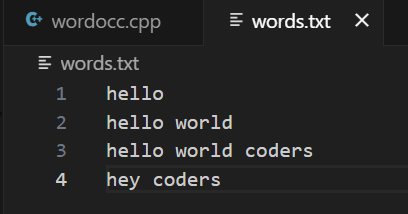 wordocc.cpp words.txt
words.txt
1 hello
2 hello world
3 hello world coders
4 hey coders